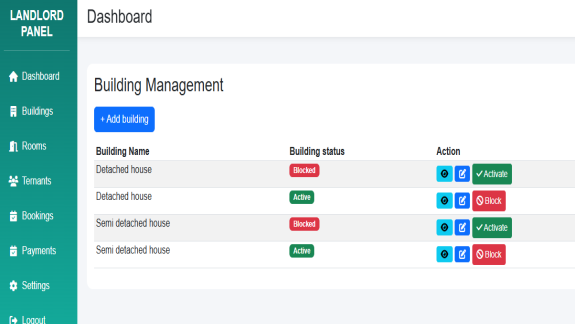 LANDLORD
PANEL
Dashboard
Buildings
Rooms
Ternants
Bookings
Payments
Settings
Logout
Dashboard
Building Management
+ Add building
Building Name Building status Action
Detached house Blocked Activate
Detached house Active Block
Semi detached house Blocked Activate
Semi detached house Active Block